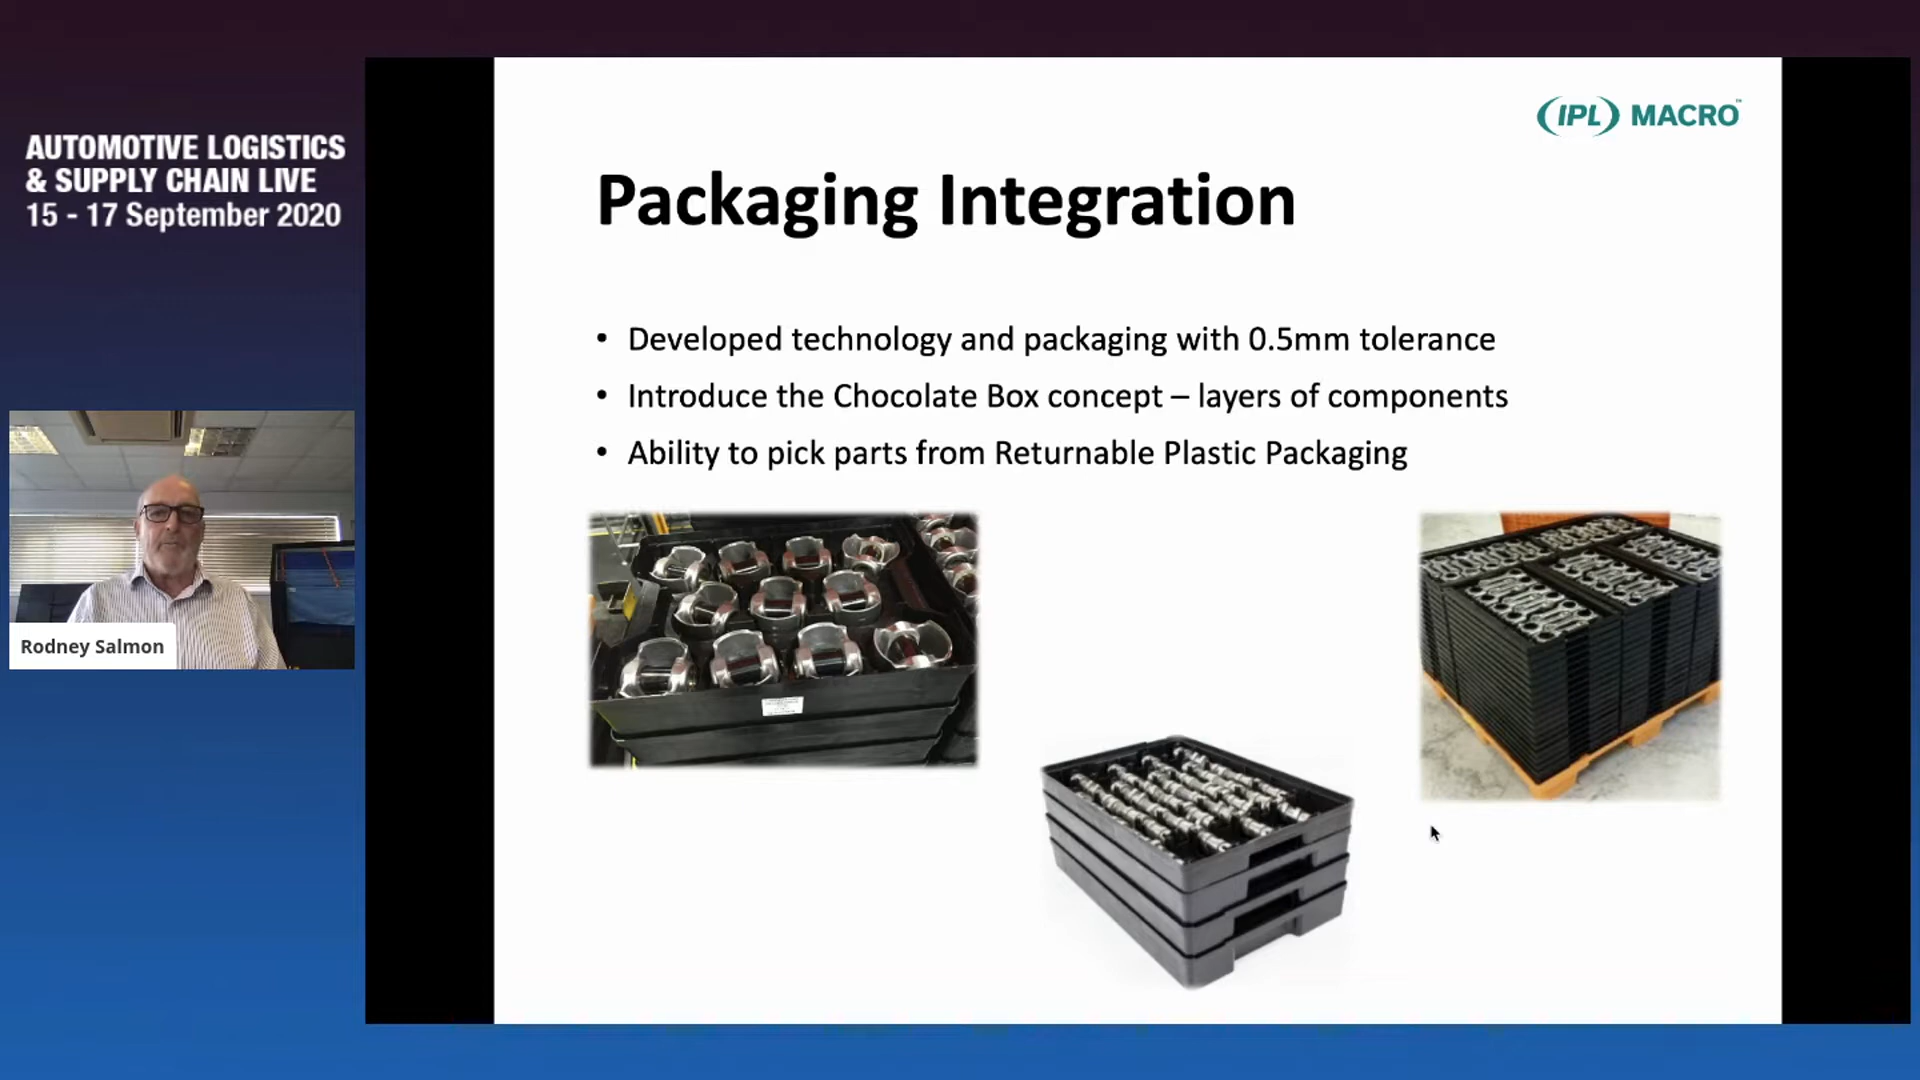 AUTOMOTIVE LOGISTICS
& SUPPLY CHAIN LIVE
15 - 17 September 2020
Rodney Salmon
(IPL) MACRO™
Packaging Integration
• Developed technology and packaging with 0.5mm tolerance
• Introduce the Chocolate Box concept – layers of components
• Ability to pick parts from Returnable Plastic Packaging